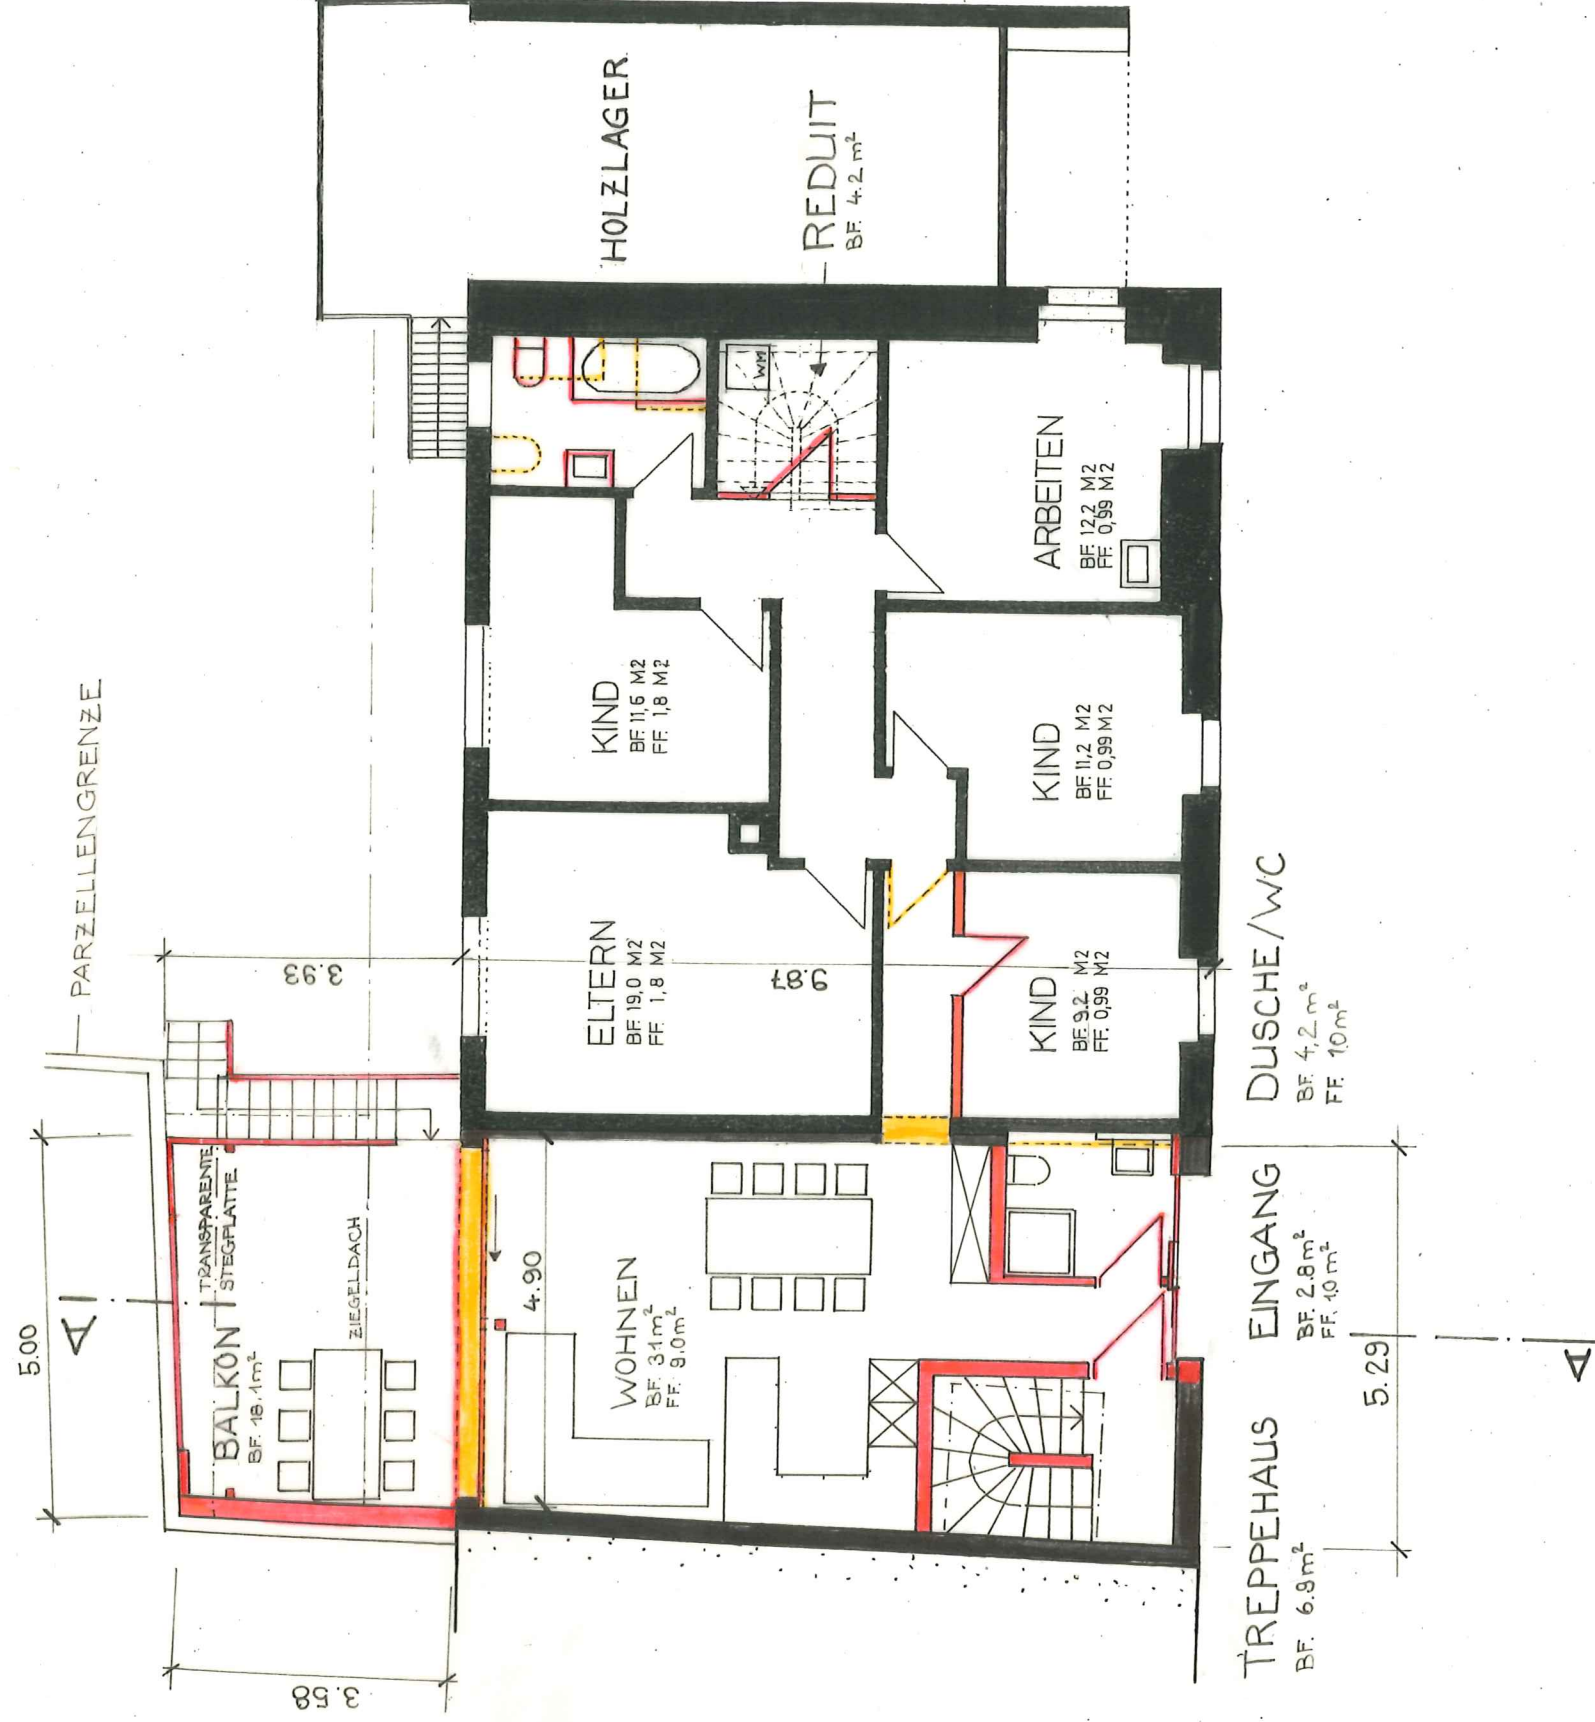 PARZELLENGRENZE
HOLZLAGER
REDUIT
BF. 4.2 m²
WM
ARBEITEN
BF. 12,2 M2
FF. 0,99 M2
KIND
BF. 11,6 M2
FF. 1,8 M2
KIND
BF. 11,2 M2
FF. 0,99 M2
ELTERN
BF. 19,0 M2
FF. 1,8 M2
KIND
BF. 9.2 M2
FF. 0,99 M2
3.93
9.87
DUSCHE/WC
BF. 4,2 m²
FF. 1.0 m²
TRANSPARENTE
STEGPLATTE
ZIEGELDACH
BALKON
BF. 18.1 m²
5.00
A
4.90
WOHNEN
BF. 31 m²
FF. 9.0 m²
EINGANG
BF. 2.8 m²
FF. 1.0 m²
5.29
A
TREPPEHAUS
BF. 6.9 m²
3.58